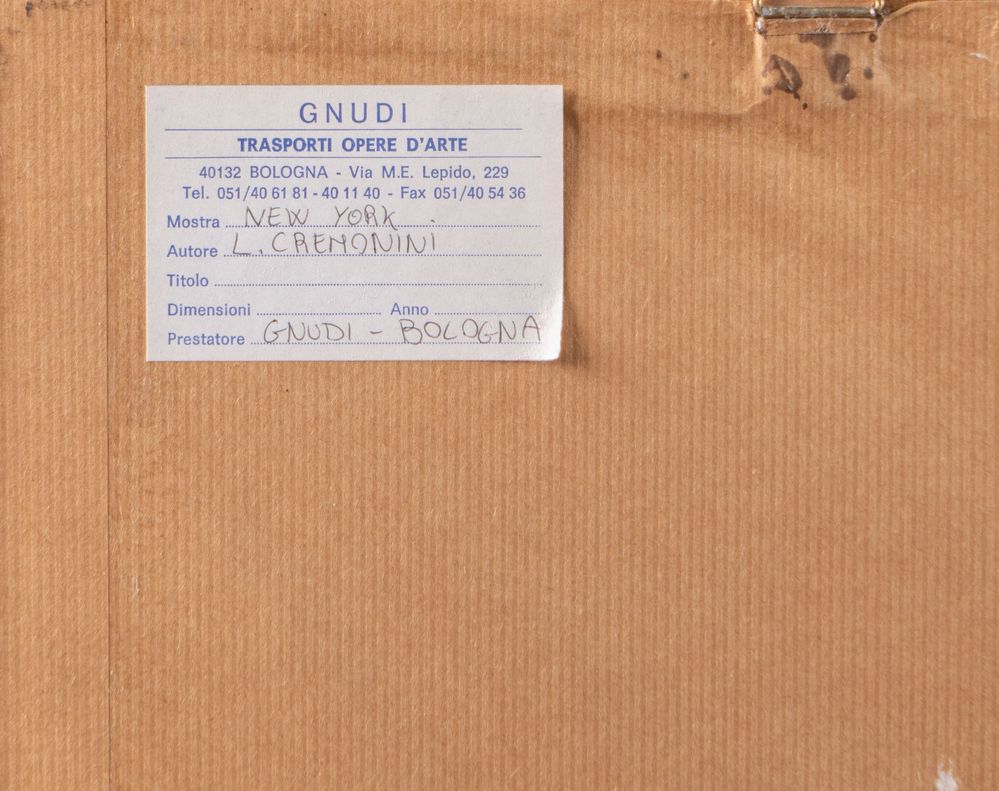 GNUDI
TRASPORTI OPERE D'ARTE
40132 BOLOGNA - Via M.E. Lepido, 229
Tel. 051/40 61 81 - 40 11 40 - Fax 051/40 54 36
Mostra NEW YORK
Autore L. CREMONINI
Titolo
Dimensioni Anno
Prestatore GNUDI - BOLOGNA